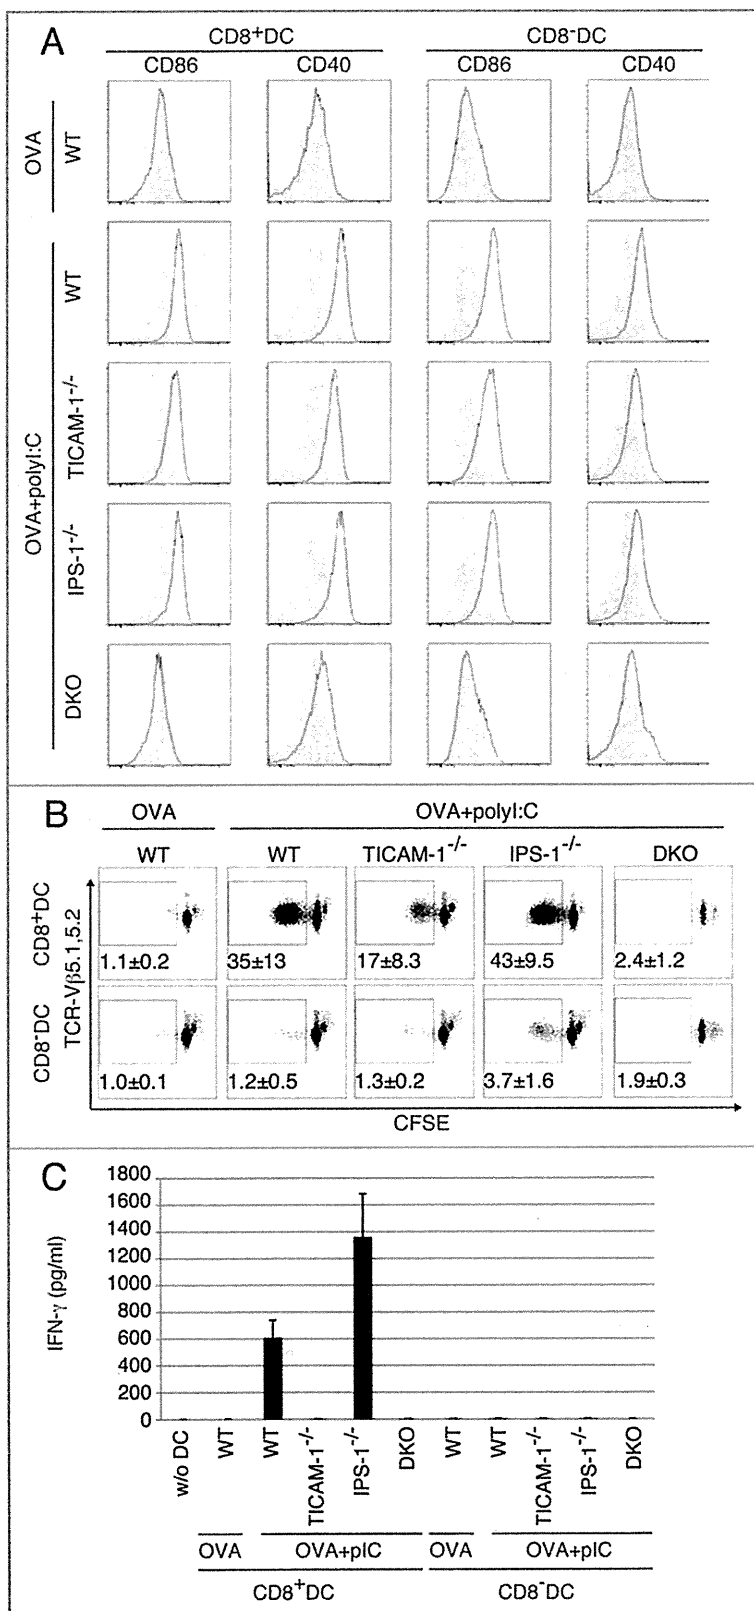 A
CD8⁺DC CD8⁻DC
CD86 CD40 CD86 CD40
OVA
WT
OVA+polyI:C
WT
TICAM-1⁻/⁻
IPS-1⁻/⁻
DKO
B
OVA OVA+polyI:C
WT WT TICAM-1⁻/⁻ IPS-1⁻/⁻ DKO
TCR-Vβ5.1,5.2
CD8⁺DC
1.1±0.2 35±13 17±8.3 43±9.5 2.4±1.2
CD8⁻DC
1.0±0.1 1.2±0.5 1.3±0.2 3.7±1.6 1.9±0.3
CFSE
C
IFN-γ (pg/ml)
1800
1600
1400
1200
1000
800
600
400
200
0
w/o DC WT WT TICAM-1⁻/⁻ IPS-1⁻/⁻ DKO WT WT TICAM-1⁻/⁻ IPS-1⁻/⁻ DKO
OVA OVA+pIC OVA OVA+pIC
CD8⁺DC CD8⁻DC